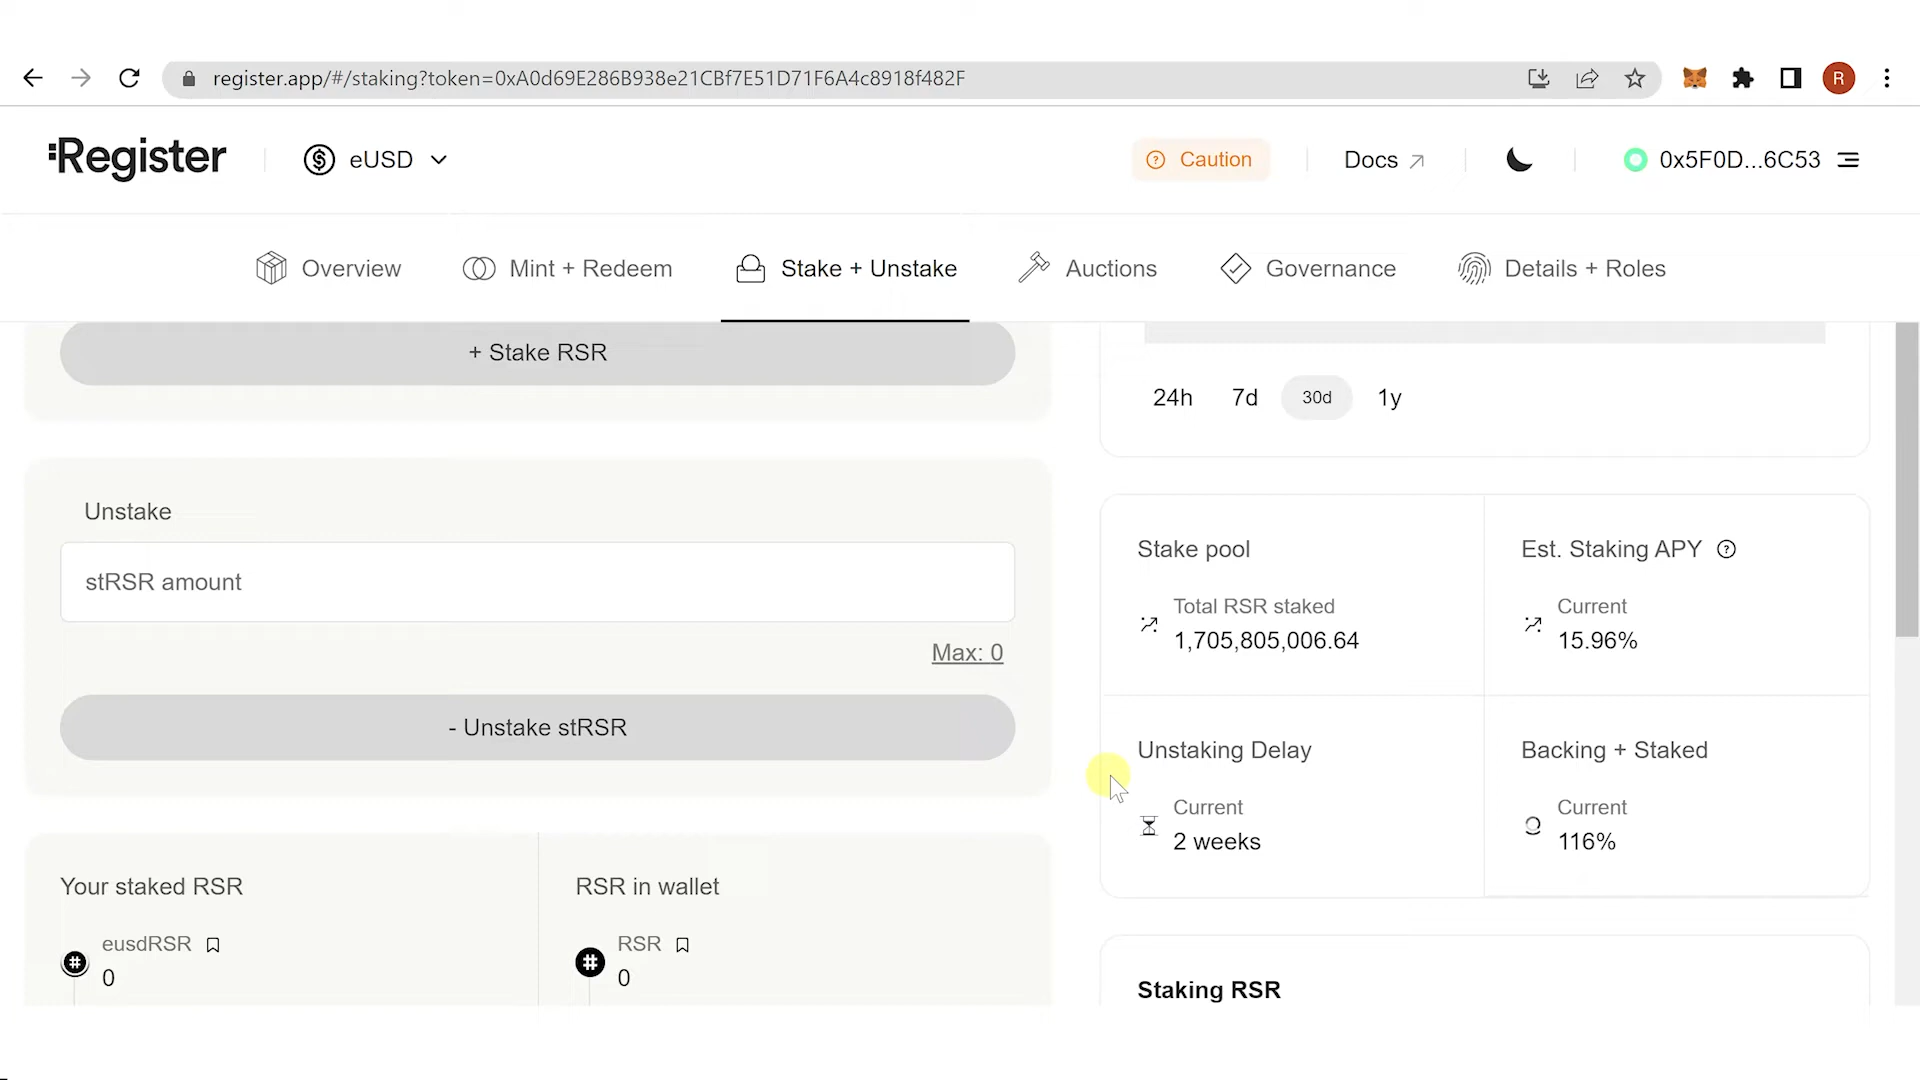 register.app/#/staking?token=0xA0d69E286B938e21CBf7E51D71F6A4c8918f482F
R
Register
eUSD
Caution
Docs
0x5F0D...6C53
Overview
Mint + Redeem
Stake + Unstake
Auctions
Governance
Details + Roles
+ Stake RSR
24h 7d 30d 1y
Unstake
stRSR amount
Max: 0
- Unstake stRSR
Your staked RSR
eusdRSR
0
RSR in wallet
RSR
0
Stake pool
Total RSR staked
1,705,805,006.64
Est. Staking APY
Current
15.96%
Unstaking Delay
Current
2 weeks
Backing + Staked
Current
116%
Staking RSR